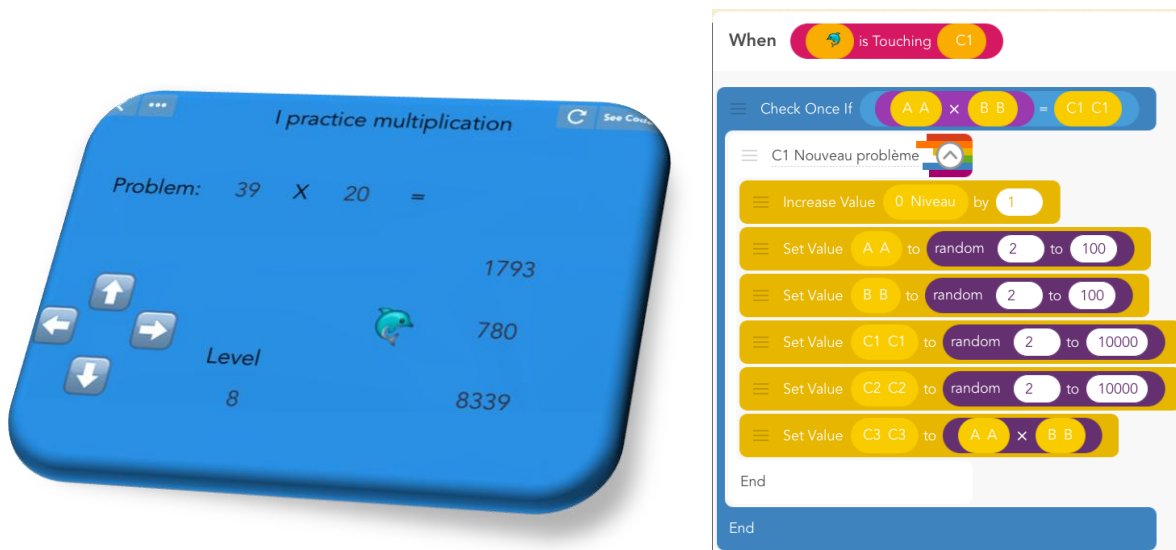 I practice multiplication
Problem: 39 X 20 =
1793
780
8339
Level
8
When is Touching C1
Check Once If A A × B B = C1 C1
C1 Nouveau problème
Increase Value 0 Niveau by 1
Set Value A A to random 2 to 100
Set Value B B to random 2 to 100
Set Value C1 C1 to random 2 to 10000
Set Value C2 C2 to random 2 to 10000
Set Value C3 C3 to A A × B B
End
End